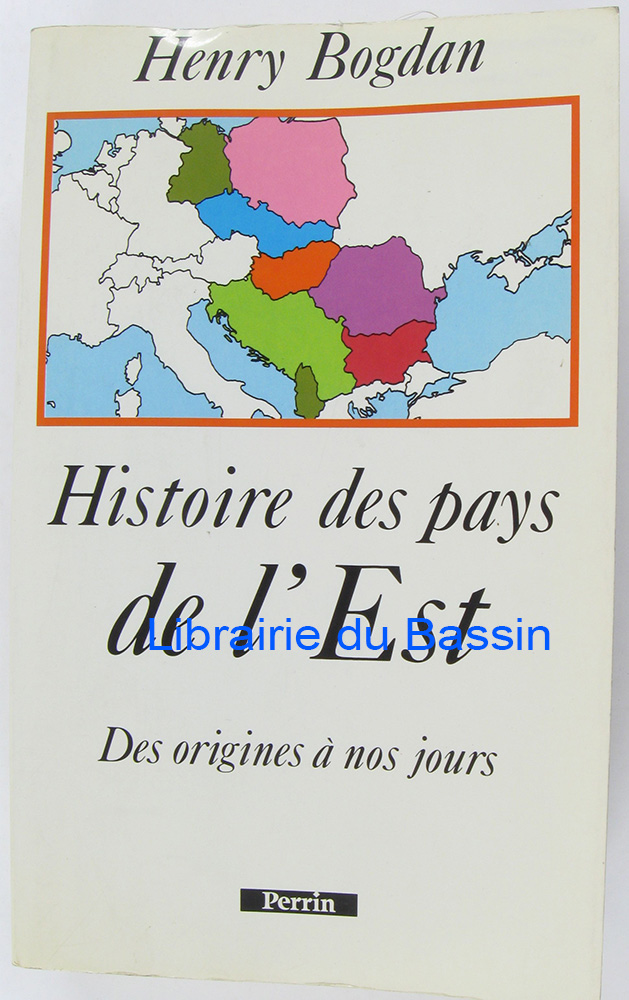 Henry Bogdan
Histoire des pays
de l'Est
Librairie du Bassin
Des origines à nos jours
Perrin